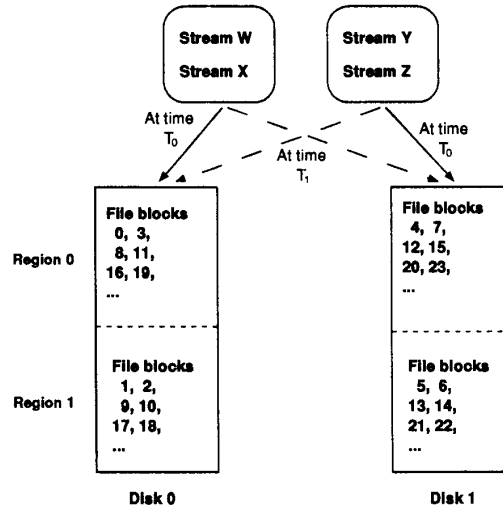 Stream W
Stream X
Stream Y
Stream Z
At time
T0
At time
T1
At time
T0
Region 0
File blocks
0, 3,
8, 11,
16, 19,
...
File blocks
4, 7,
12, 15,
20, 23,
...
Region 1
File blocks
1, 2,
9, 10,
17, 18,
...
File blocks
5, 6,
13, 14,
21, 22,
...
Disk 0
Disk 1